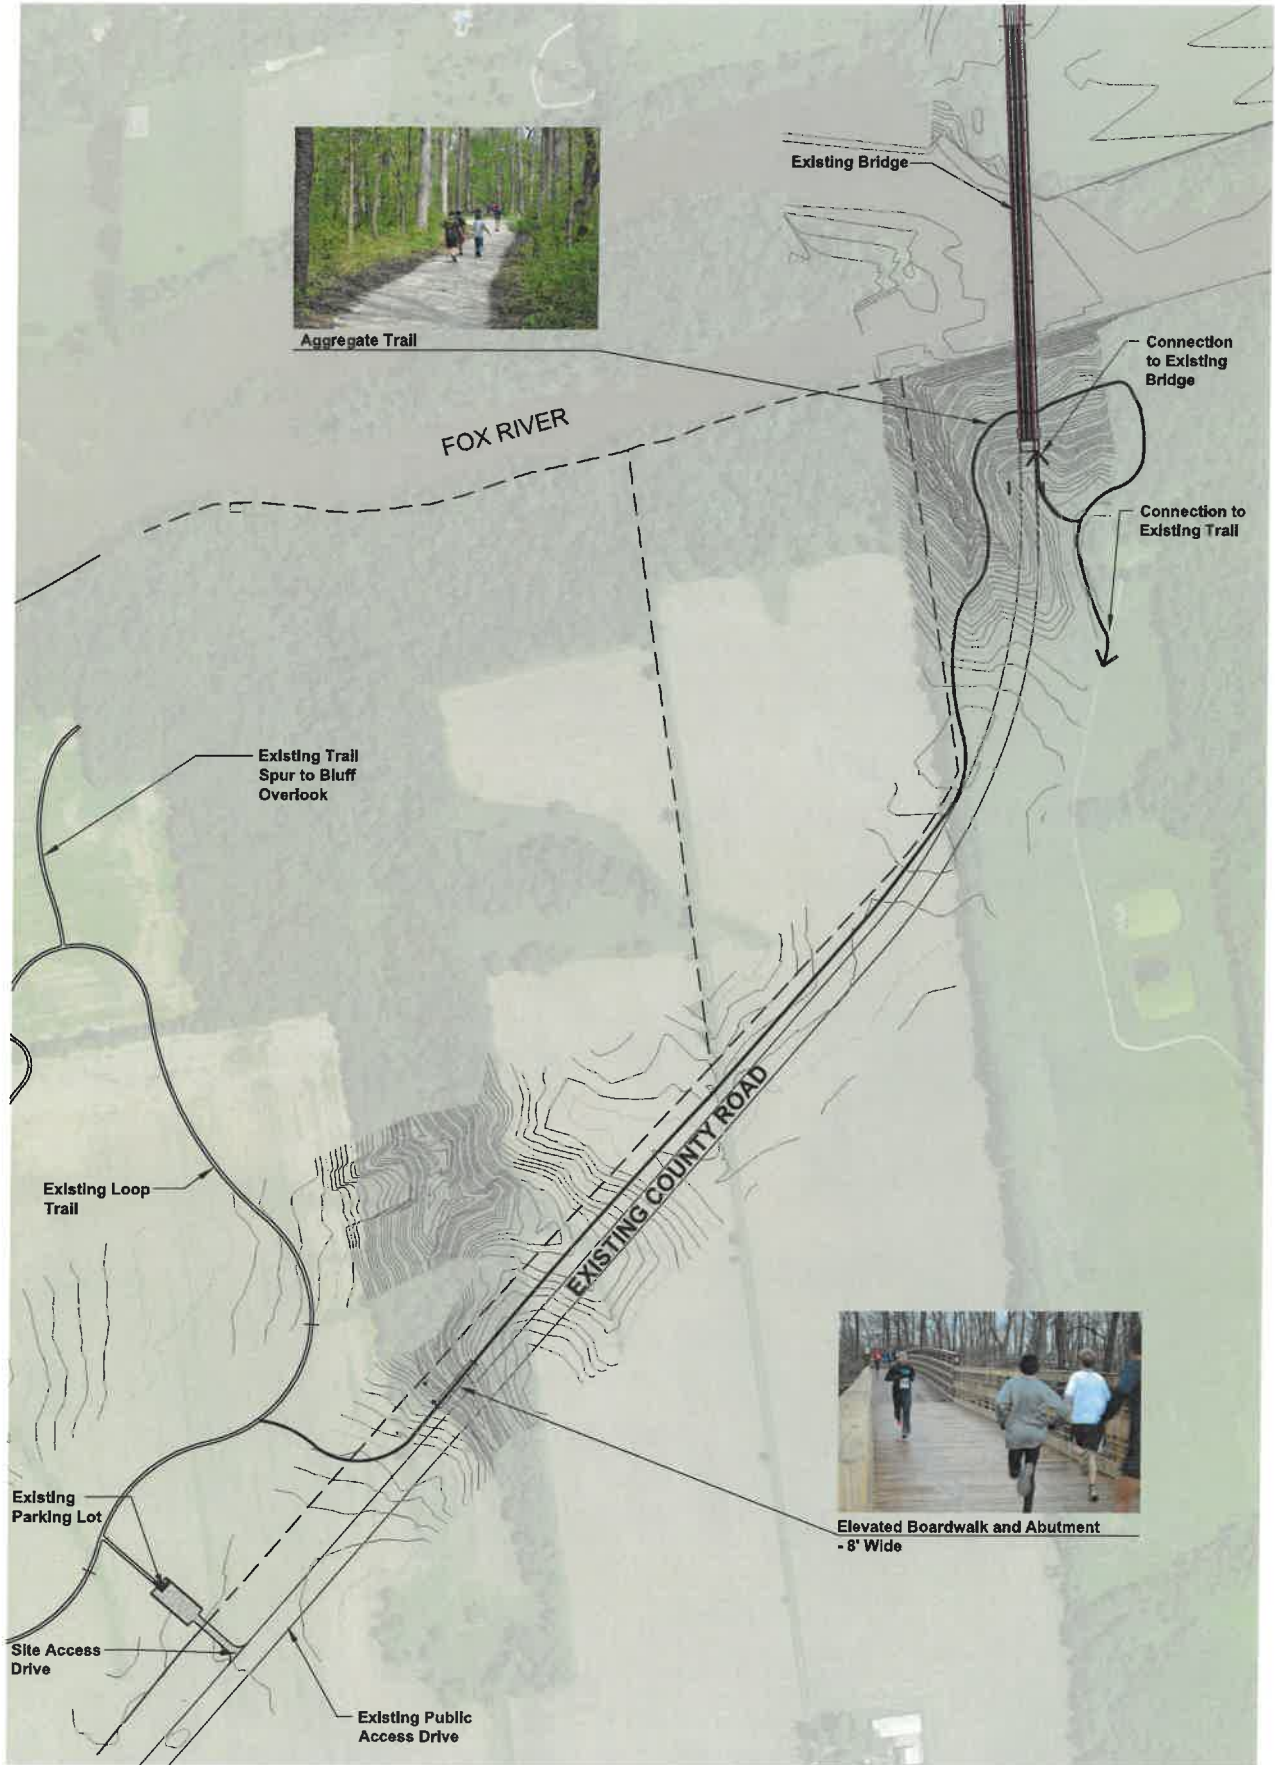 Existing Bridge
Aggregate Trail
Connection
to Existing
Bridge
FOX RIVER
Connection to
Existing Trail
Existing Trail
Spur to Bluff
Overlook
EXISTING COUNTY ROAD
Existing Loop
Trail
Existing
Parking Lot
Elevated Boardwalk and Abutment
- 8' Wide
Site Access
Drive
Existing Public
Access Drive